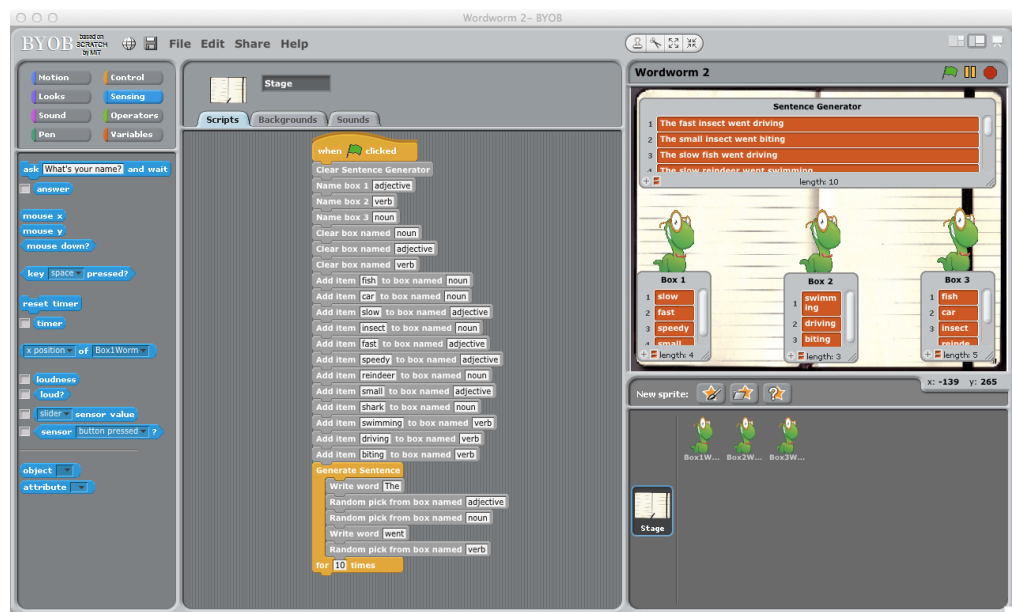 Wordworm 2- BYOB
BYOB based on SCRATCH by MIT File Edit Share Help
Motion Control
Looks Sensing
Sound Operators
Pen Variables
ask What's your name? and wait
answer
mouse x
mouse y
mouse down?
key space pressed?
reset timer
timer
x position of Box1Worm
loudness
loud?
slider sensor value
sensor button pressed ?
object
attribute
Stage
Scripts Backgrounds Sounds
when clicked
Clear Sentence Generator
Name box 1 adjective
Name box 2 verb
Name box 3 noun
Clear box named noun
Clear box named adjective
Clear box named verb
Add item fish to box named noun
Add item car to box named noun
Add item slow to box named adjective
Add item insect to box named noun
Add item fast to box named adjective
Add item speedy to box named adjective
Add item reindeer to box named noun
Add item small to box named adjective
Add item shark to box named noun
Add item swimming to box named verb
Add item driving to box named verb
Add item biting to box named verb
Generate Sentence
Write word The
Random pick from box named adjective
Random pick from box named noun
Write word went
Random pick from box named verb
for 10 times
Wordworm 2
Sentence Generator
1 The fast insect went driving
2 The small insect went biting
3 The slow fish went driving
4 The slow reindeer went swimming
+ length: 10
Box 1
1 slow
2 fast
3 speedy
4 small
+ length: 4
Box 2
1 swimm
ing
2 driving
3 biting
+ length: 3
Box 3
1 fish
2 car
3 insect
reinde
+ length: 5
x: -139 y: 265
New sprite:
Box1W... Box2W... Box3W...
Stage